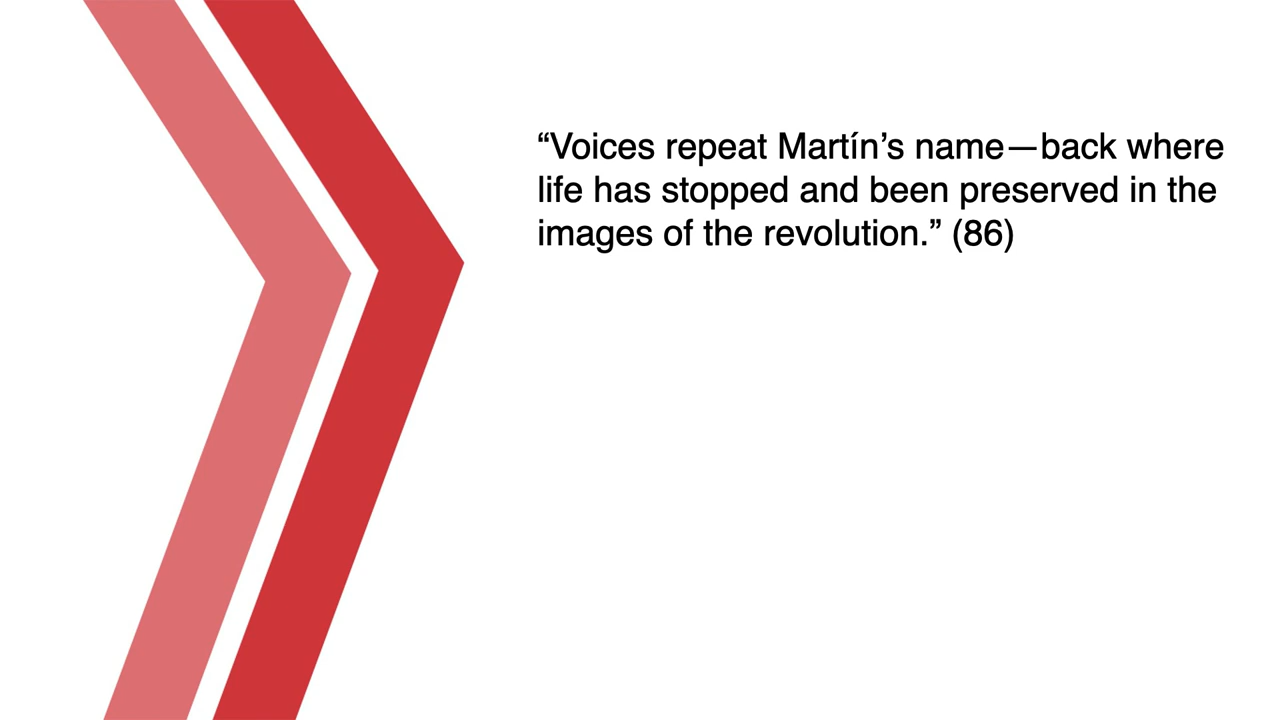 “Voices repeat Martín’s name—back where
life has stopped and been preserved in the
images of the revolution.” (86)